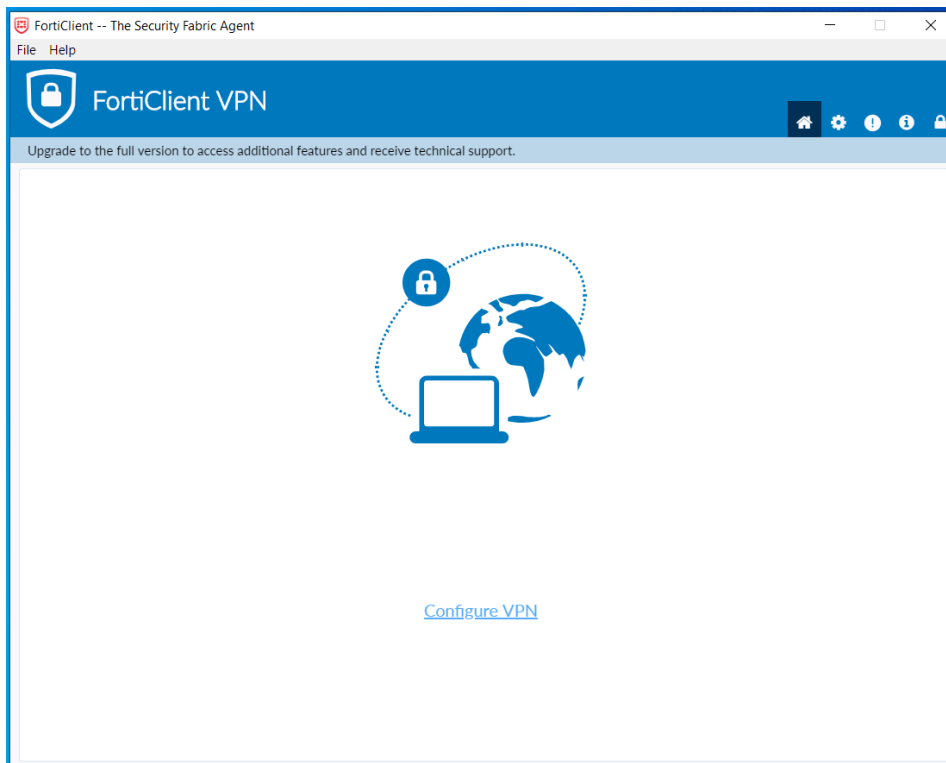 FortiClient -- The Security Fabric Agent
File Help
FortiClient VPN
Upgrade to the full version to access additional features and receive technical support.
Configure VPN